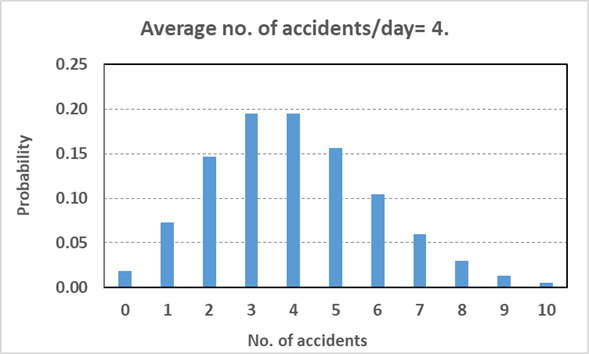 Average no. of accidents/day= 4.
0.25
0.20
0.15
0.10
0.05
0.00
Probability
0 1 2 3 4 5 6 7 8 9 10
No. of accidents